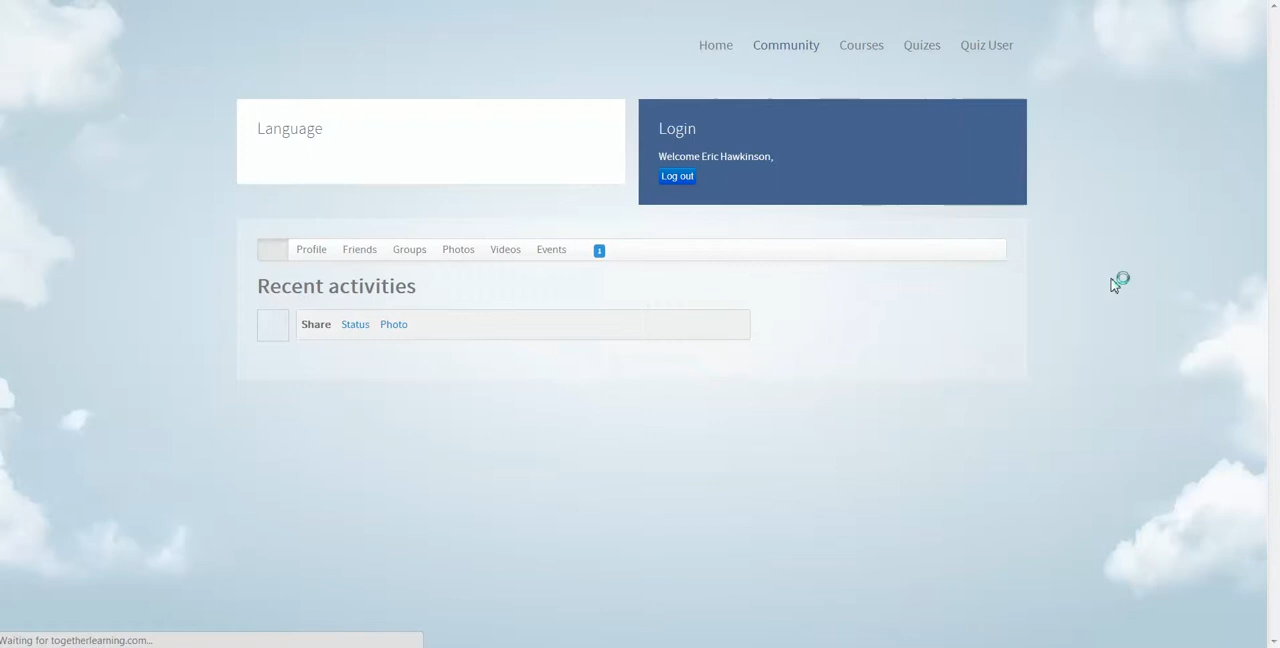 Home Community Courses Quizes Quiz User
Language
Login
Welcome Eric Hawkinson,
Log out
Profile Friends Groups Photos Videos Events 1
Recent activities
Share Status Photo
Waiting for togetherlearning.com...